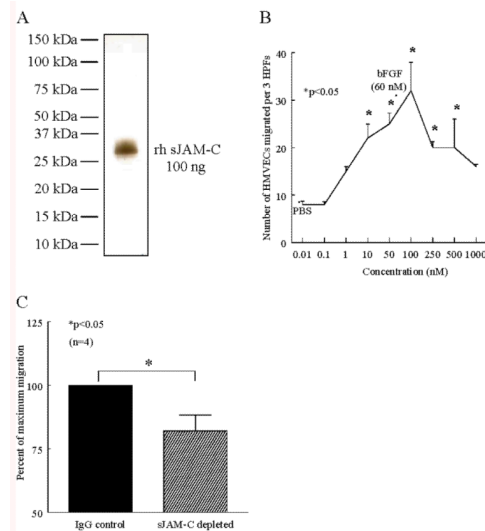 A
150 kDa
100 kDa
75 kDa
50 kDa
37 kDa
25 kDa
20 kDa
15 kDa
10 kDa
rh sJAM-C
100 ng
B
Number of HMVECs migrated per 3 HPFs
40
30
20
10
0
*p<0.05
bFGF
(60 nM)
*
*
*
*
*
PBS
0.01 0.1 1 10 50 100 250 500 1000
Concentration (nM)
C
Percent of maximum migration
125
100
75
50
*p<0.05
(n=4)
*
IgG control
sJAM-C depleted